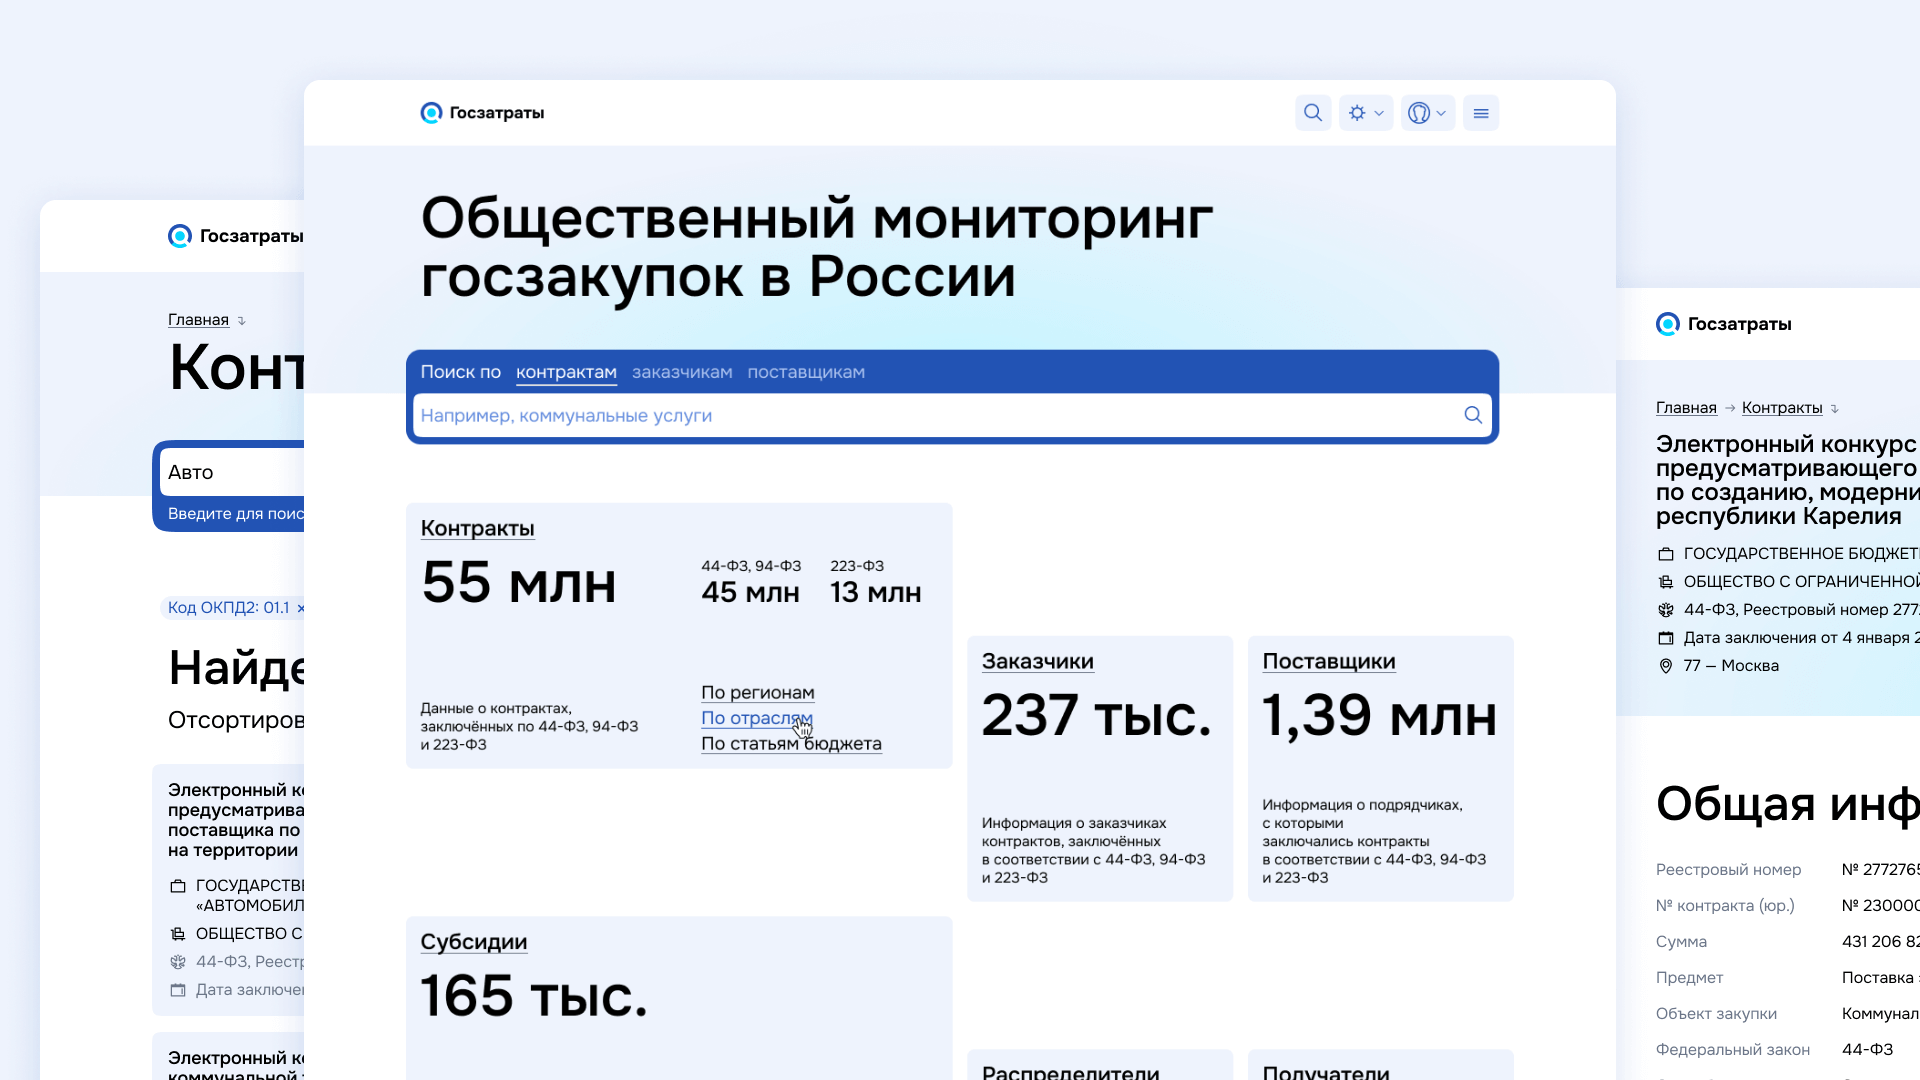 Госзатраты
Общественный мониторинг
госзакупок в России
Поиск по контрактам заказчикам поставщикам
Например, коммунальные услуги
Контракты
55 млн
44-ФЗ, 94-ФЗ
45 млн
223-ФЗ
13 млн
Данные о контрактах,
заключённых по 44-ФЗ, 94-ФЗ
и 223-ФЗ
По регионам
По отраслям
По статьям бюджета
Заказчики
237 тыс.
Информация о заказчиках
контрактов, заключённых
в соответствии с 44-ФЗ, 94-ФЗ
и 223-ФЗ
Поставщики
1,39 млн
Информация о подрядчиках,
с которыми
заключались контракты
в соответствии с 44-ФЗ, 94-ФЗ
и 223-ФЗ
Субсидии
165 тыс.
Распределители
Получатели
Госзатраты
Главная
Конт
Авто
Введите для поис
Код ОКПД2: 01.1 ×
Найде
Отсортиров
Электронный к
предусматрива
поставщика по
на территории
ГОСУДАРСТВЕ
«АВТОМОБИЛ
ОБЩЕСТВО С
44-ФЗ, Реестр
Дата заключен
Электронный к
коммунальной
Госзатраты
Главная → Контракты
Электронный конкурс
предусматривающего
по созданию, модерни
республики Карелия
ГОСУДАРСТВЕННОЕ БЮДЖЕТ
ОБЩЕСТВО С ОГРАНИЧЕННОЙ
44-ФЗ, Реестровый номер 277
Дата заключения от 4 января 2
77 — Москва
Общая инф
Реестровый номер № 277276
№ контракта (юр.) № 23000
Сумма 431 206 82
Предмет Поставка
Объект закупки Коммунал
Федеральный закон 44-ФЗ